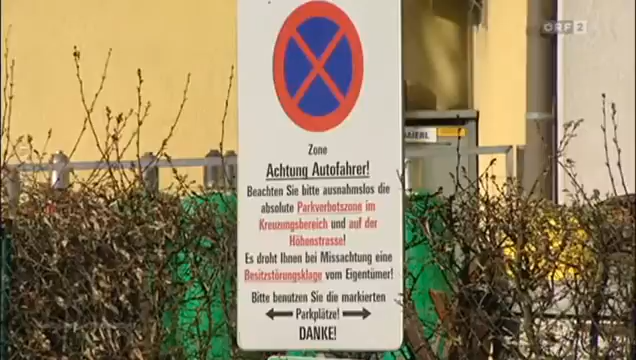 ORF 2
Zone
Achtung Autofahrer!
Beachten Sie bitte ausnahmslos die
absolute Parkverbotszone im
Kreuzungsbereich und auf der
Höhenstrasse!
Es droht Ihnen bei Missachtung eine
Besitzstörungsklage vom Eigentümer!
Bitte benutzen Sie die markierten
Parkplätze!
DANKE!